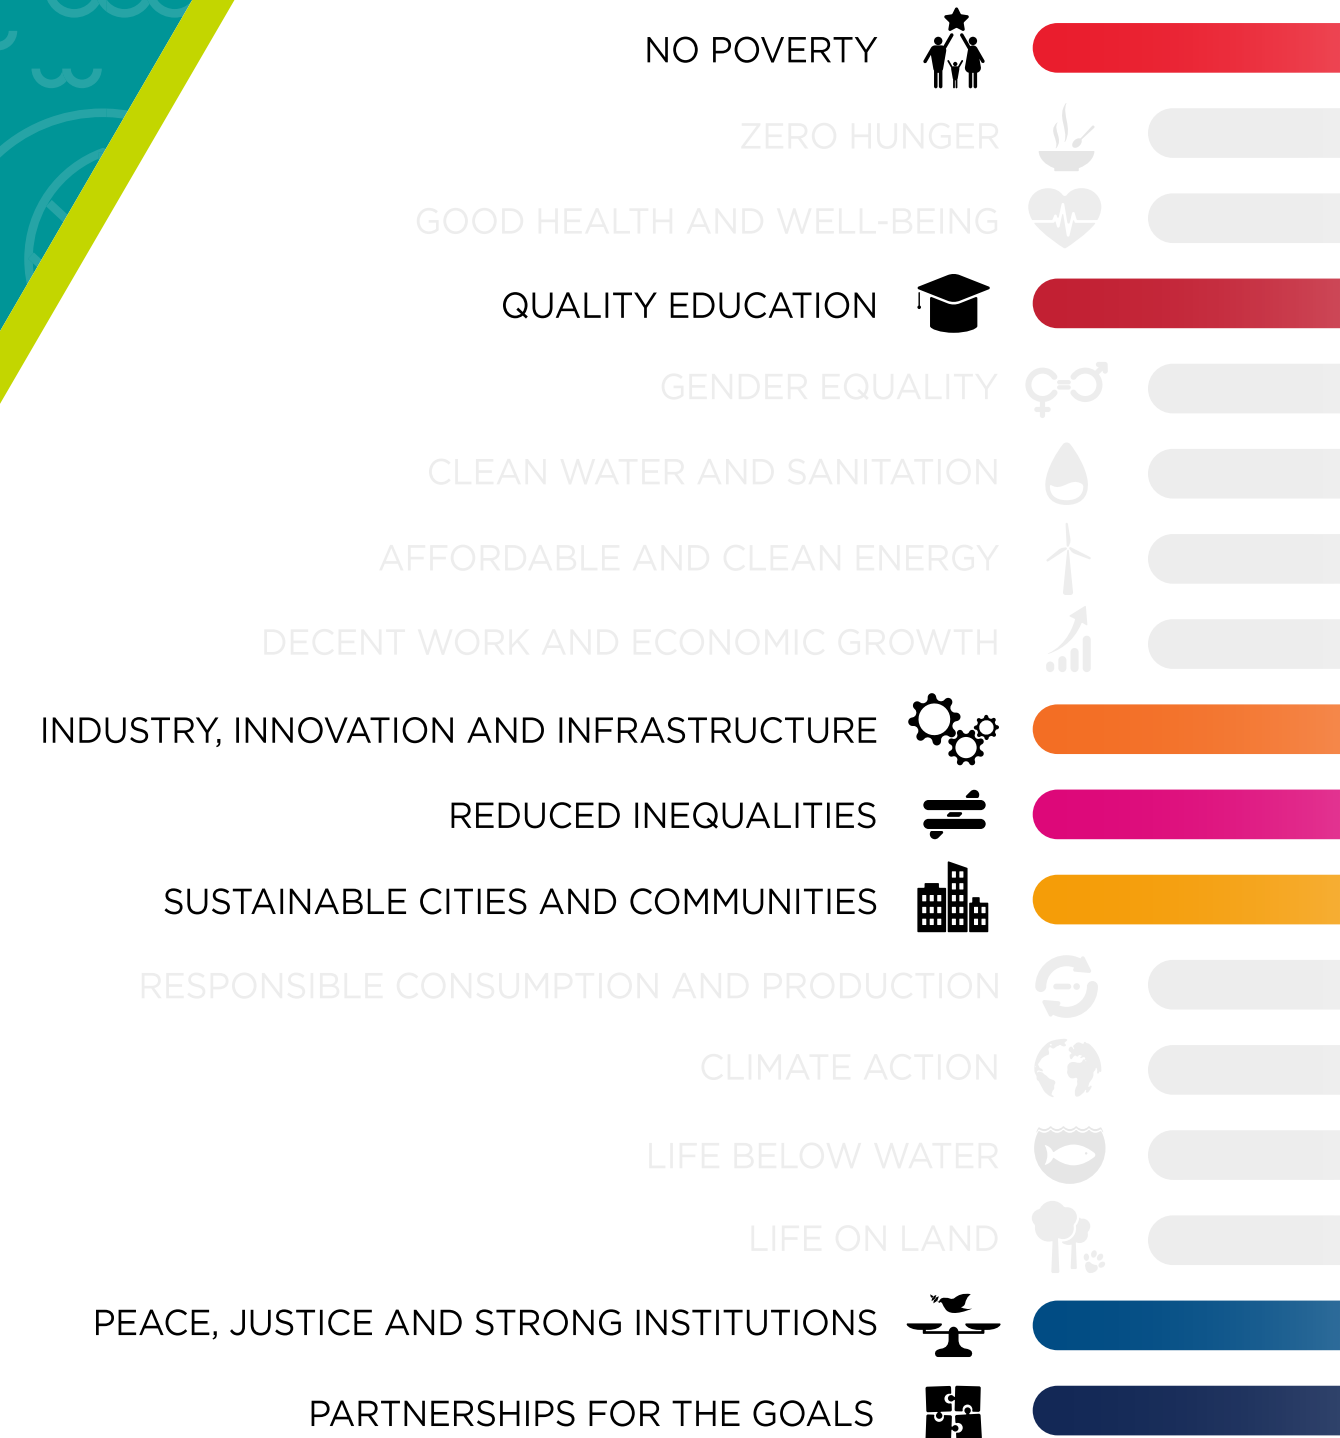 NO POVERTY
ZERO HUNGER
GOOD HEALTH AND WELL-BEING
QUALITY EDUCATION
GENDER EQUALITY
CLEAN WATER AND SANITATION
AFFORDABLE AND CLEAN ENERGY
DECENT WORK AND ECONOMIC GROWTH
INDUSTRY, INNOVATION AND INFRASTRUCTURE
REDUCED INEQUALITIES
SUSTAINABLE CITIES AND COMMUNITIES
RESPONSIBLE CONSUMPTION AND PRODUCTION
CLIMATE ACTION
LIFE BELOW WATER
LIFE ON LAND
PEACE, JUSTICE AND STRONG INSTITUTIONS
PARTNERSHIPS FOR THE GOALS